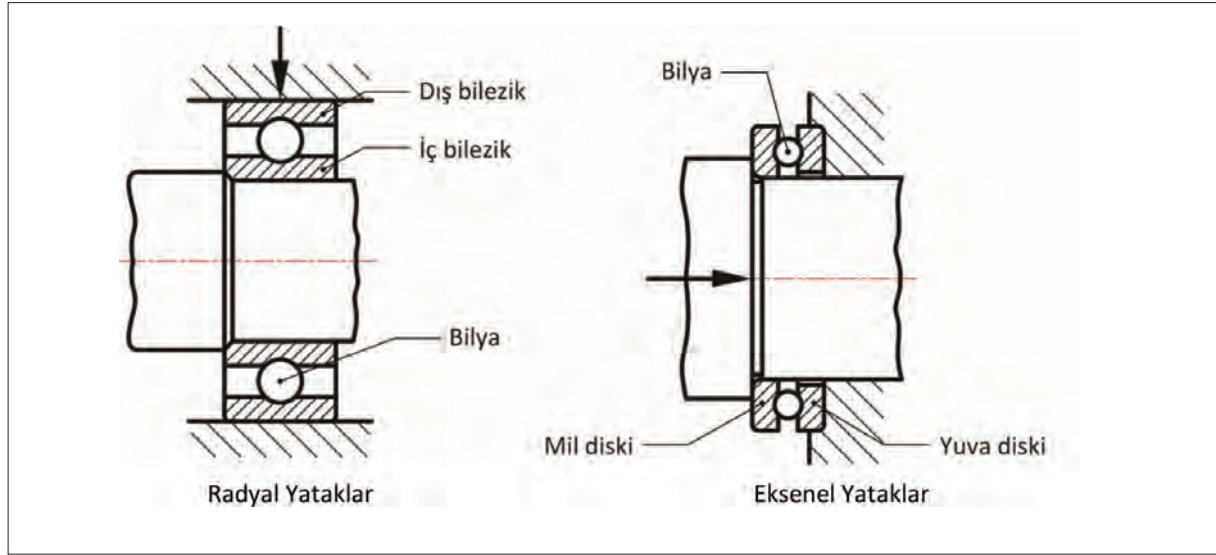 Dış bilezik
İç bilezik
Bilya
Radyal Yataklar
Bilya
Mil diski
Yuva diski
Eksenel Yataklar